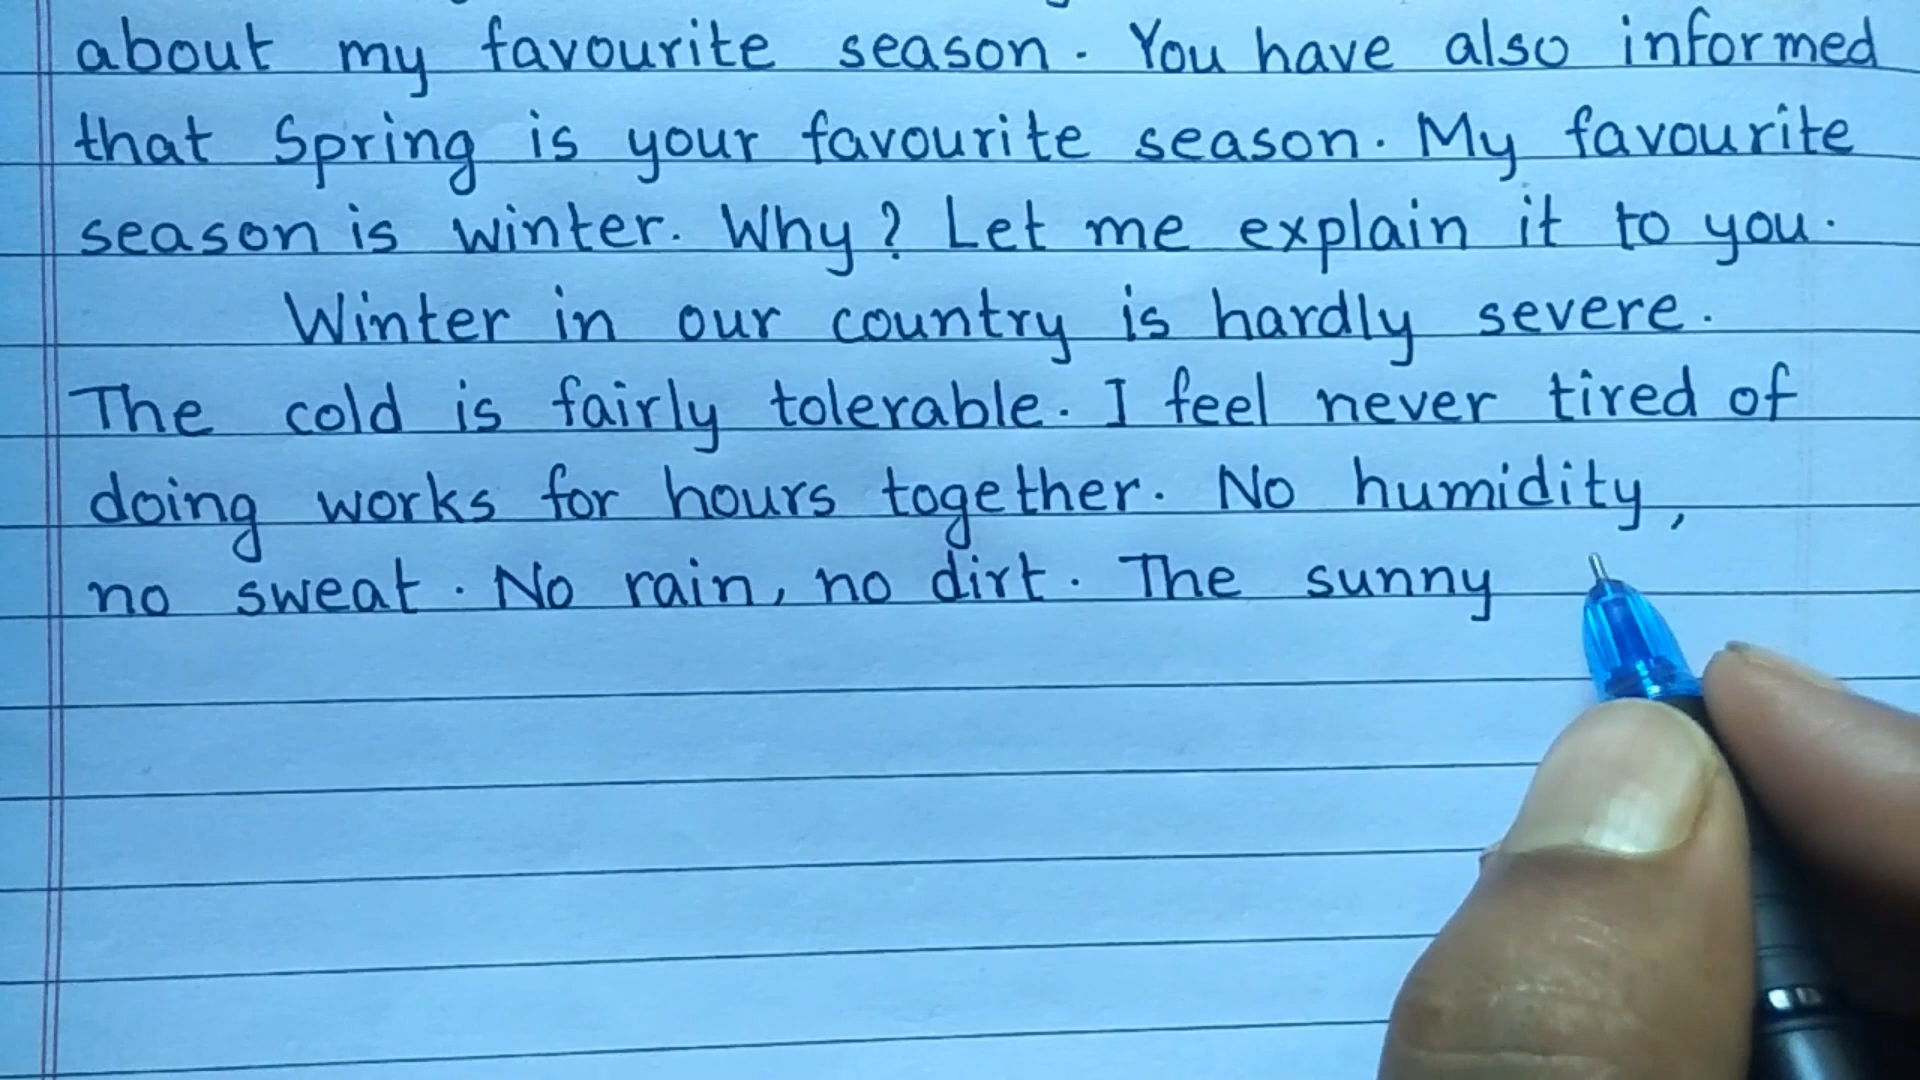 about my favourite season. You have also informed
that Spring is your favourite season. My favourite
season is winter. Why? Let me explain it to you.
Winter in our country is hardly severe.
The cold is fairly tolerable. I feel never tired of
doing works for hours together. No humidity,
no sweat. No rain, no dirt. The sunny